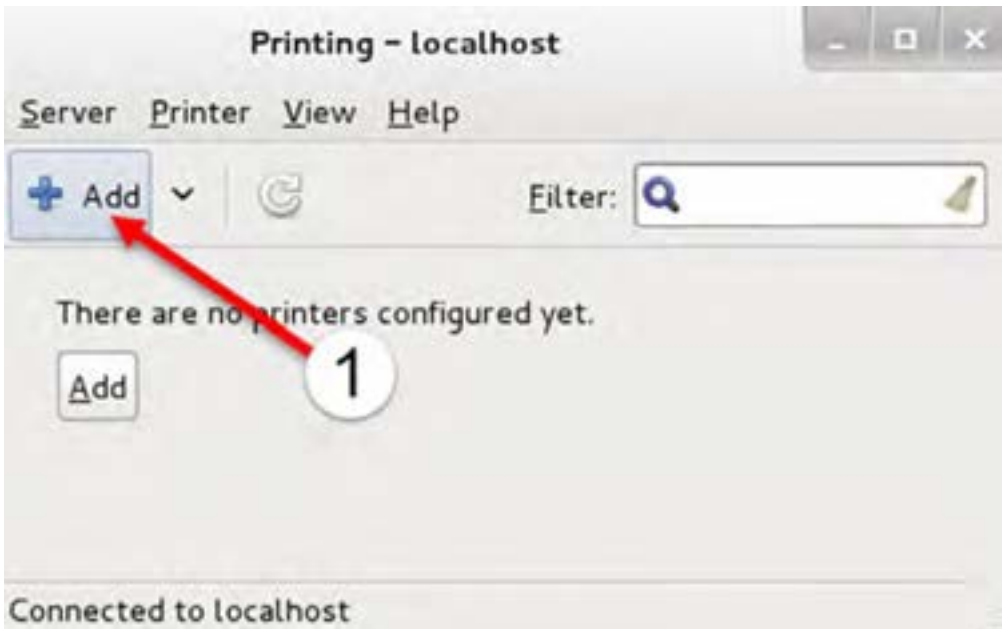 Printing - localhost
Server Printer View Help
Add Filter:
There are no printers configured yet.
1
Add
Connected to localhost